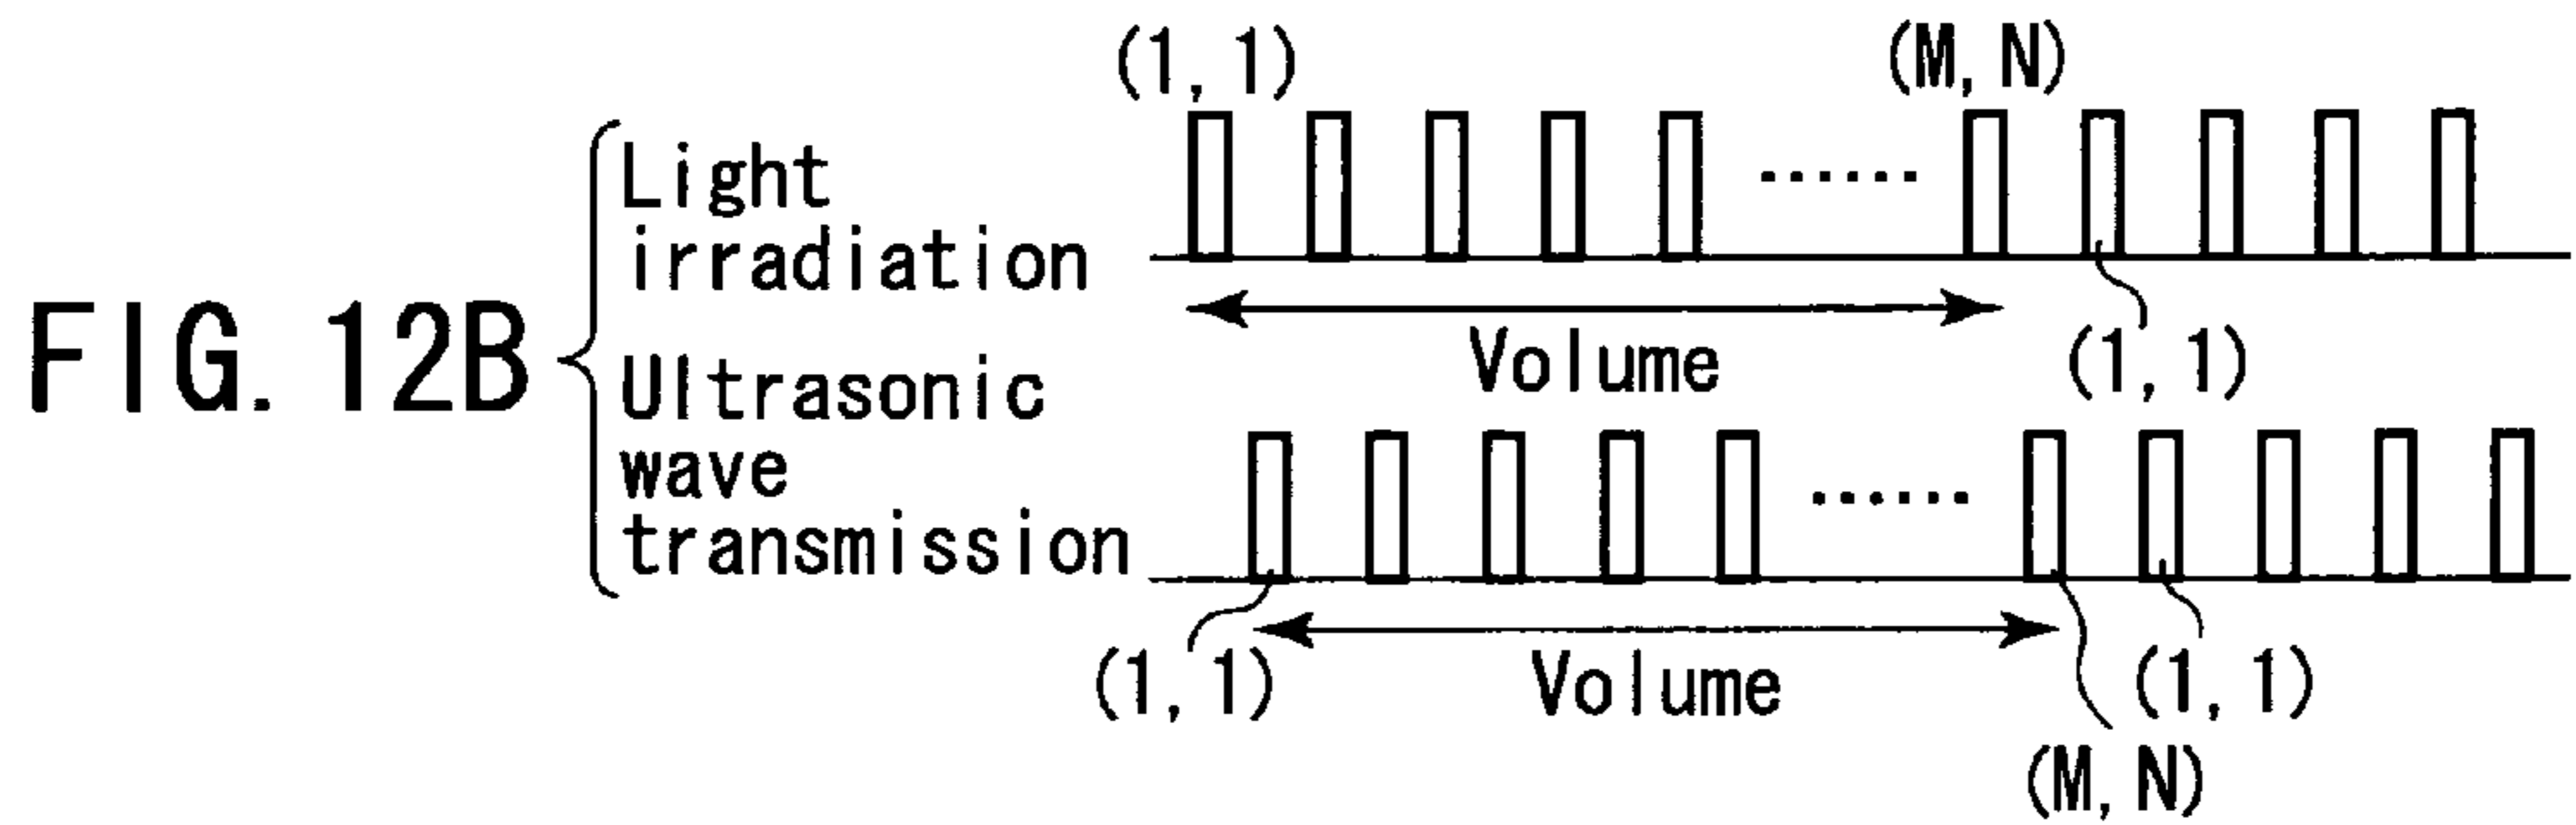 FIG. 12B
Light
irradiation
(1, 1)
(M, N)
......
Volume
(1, 1)
Ultrasonic
wave
transmission
......
(1, 1)
Volume
(1, 1)
(M, N)